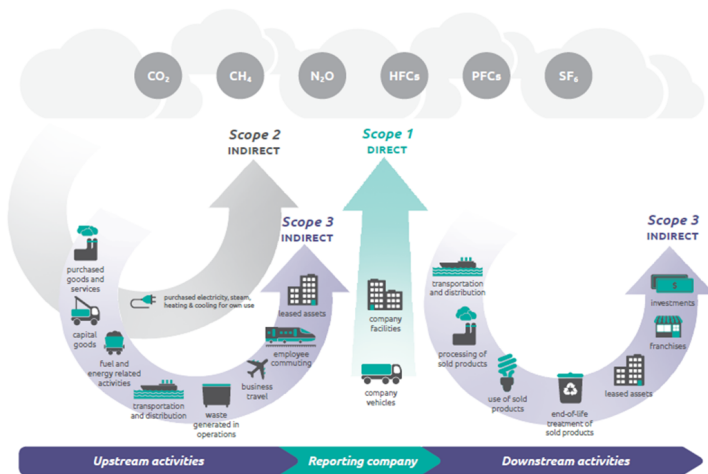 CO₂
CH₄
N₂O
HFCs
PFCs
SF₆
Scope 2
INDIRECT
Scope 1
DIRECT
Scope 3
INDIRECT
Scope 3
INDIRECT
purchased
goods and
services
capital
goods
fuel and
energy related
activities
transportation
and distribution
waste
generated in
operations
business
travel
employee
commuting
leased assets
purchased electricity, steam,
heating & cooling for own use
company
facilities
company
vehicles
transportation
and distribution
processing of
sold products
use of sold
products
end-of-life
treatment of
sold products
leased assets
franchises
$
investments
Upstream activities
Reporting company
Downstream activities